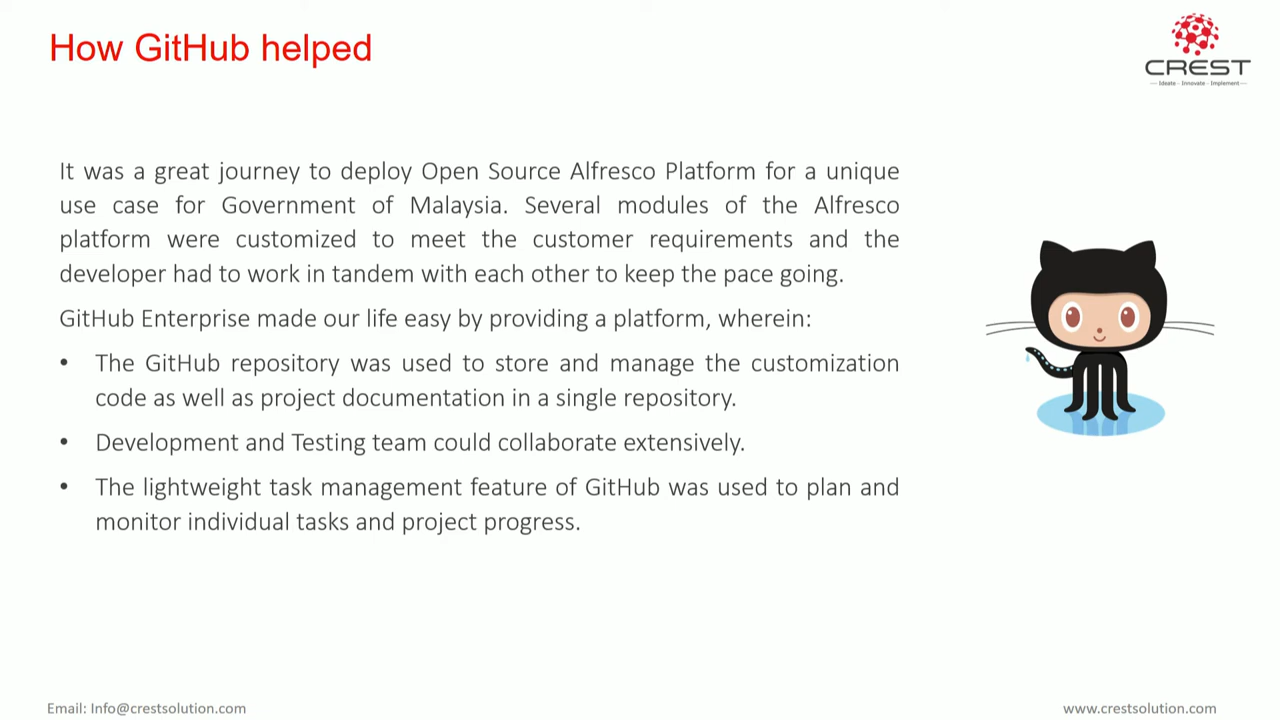 How GitHub helped
CREST
Ideate - Innovate - Implement
It was a great journey to deploy Open Source Alfresco Platform for a unique
use case for Government of Malaysia. Several modules of the Alfresco
platform were customized to meet the customer requirements and the
developer had to work in tandem with each other to keep the pace going.
GitHub Enterprise made our life easy by providing a platform, wherein:
• The GitHub repository was used to store and manage the customization
code as well as project documentation in a single repository.
• Development and Testing team could collaborate extensively.
• The lightweight task management feature of GitHub was used to plan and
monitor individual tasks and project progress.
Email: Info@crestsolution.com
www.crestsolution.com